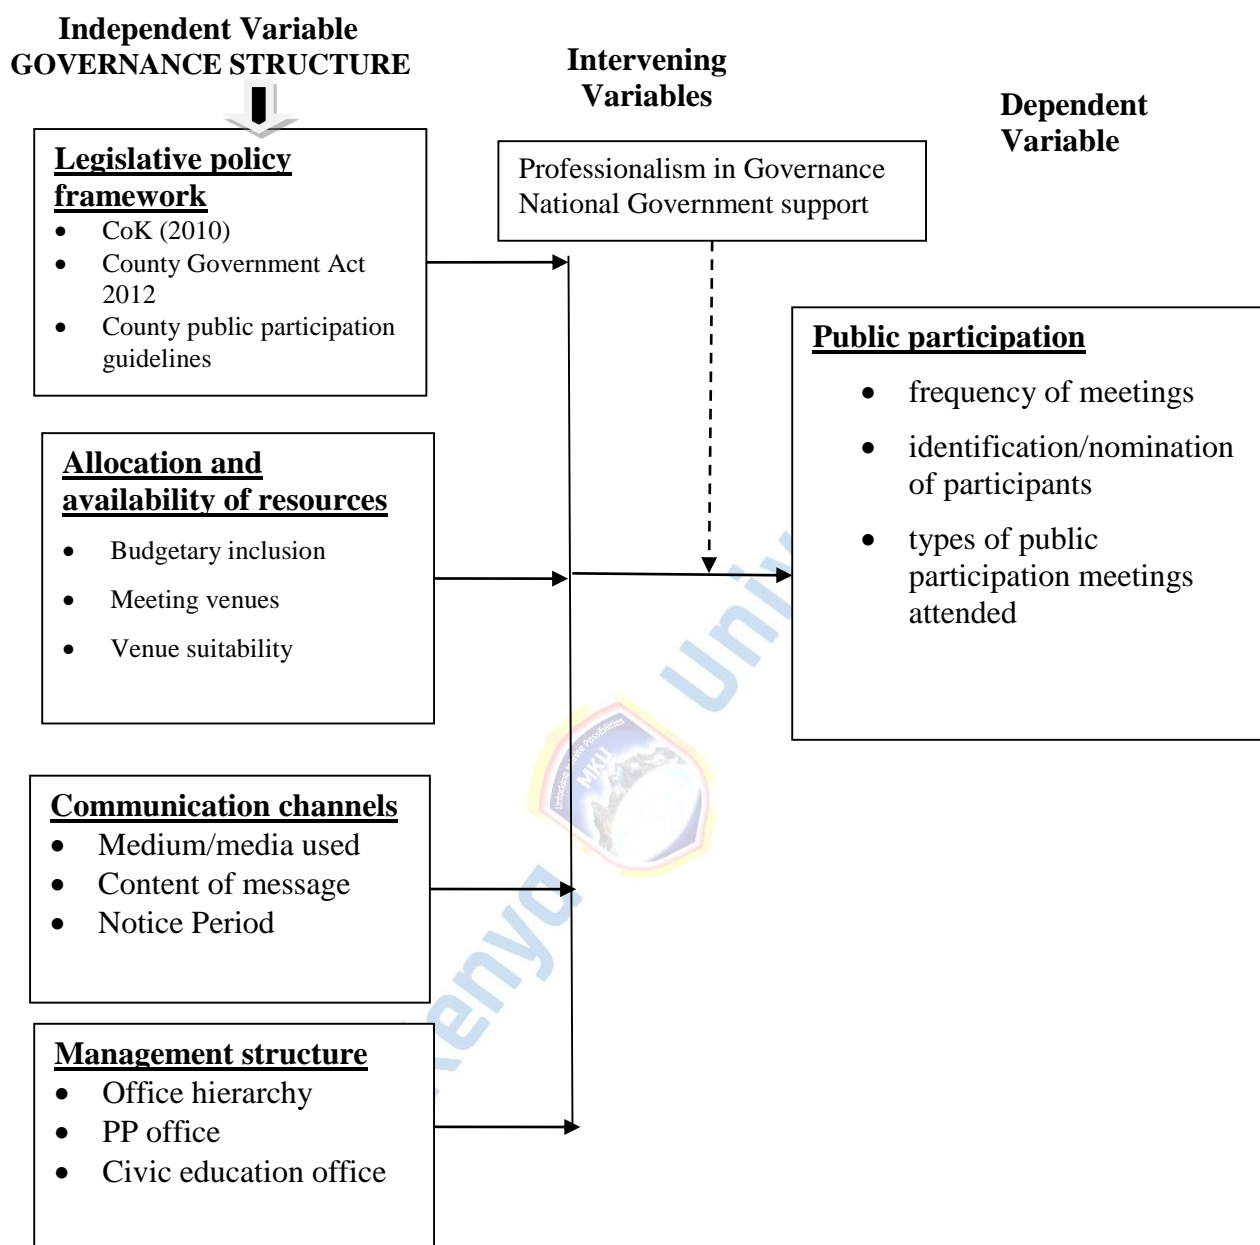 Independent Variable
GOVERNANCE STRUCTURE
Intervening
Variables
Dependent
Variable
Legislative policy
framework
• CoK (2010)
• County Government Act
2012
• County public participation
guidelines
Professionalism in Governance
National Government support
Allocation and
availability of resources
• Budgetary inclusion
• Meeting venues
• Venue suitability
Public participation
• frequency of meetings
• identification/nomination
of participants
• types of public
participation meetings
attended
Communication channels
• Medium/media used
• Content of message
• Notice Period
Management structure
• Office hierarchy
• PP office
• Civic education office
Kenya Univ
MKU